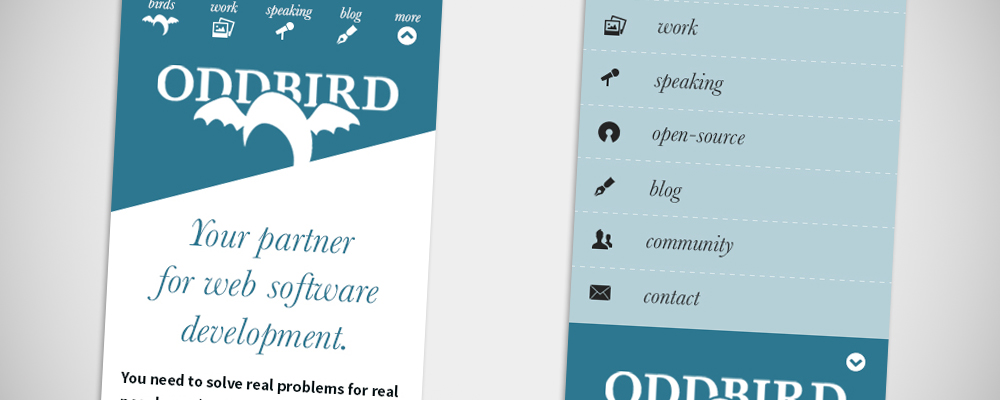 birds
work
speaking
blog
more
ODDBIRD
Your partner
for web software
development.
You need to solve real problems for real
work
speaking
open-source
blog
community
contact
ODDBIRD